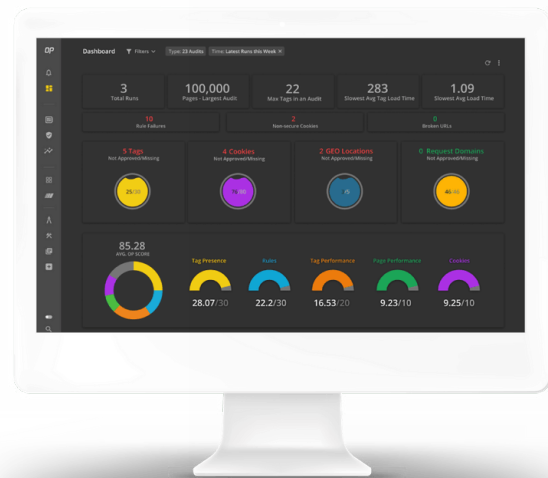 OP
Dashboard Filters Type: 23 Audits Time: Latest Runs this Week
3 100,000 22 283 1.09
Total Runs Pages - Largest Audit Max Tags in an Audit Slowest Avg Tag Load Time Slowest Avg Load Time
10 2 0
Rule Failures Non-secure Cookies Broken URLs
5 Tags 4 Cookies 2 GEO Locations 0 Request Domains
Not Approved/Missing Not Approved/Missing Not Approved/Missing Not Approved/Missing
25/30
85.28
AVG. OP SCORE
Tag Presence Rules Tag Performance Page Performance Cookies
28.07/30 22.2/30 16.53/20 9.23/10 9.25/10